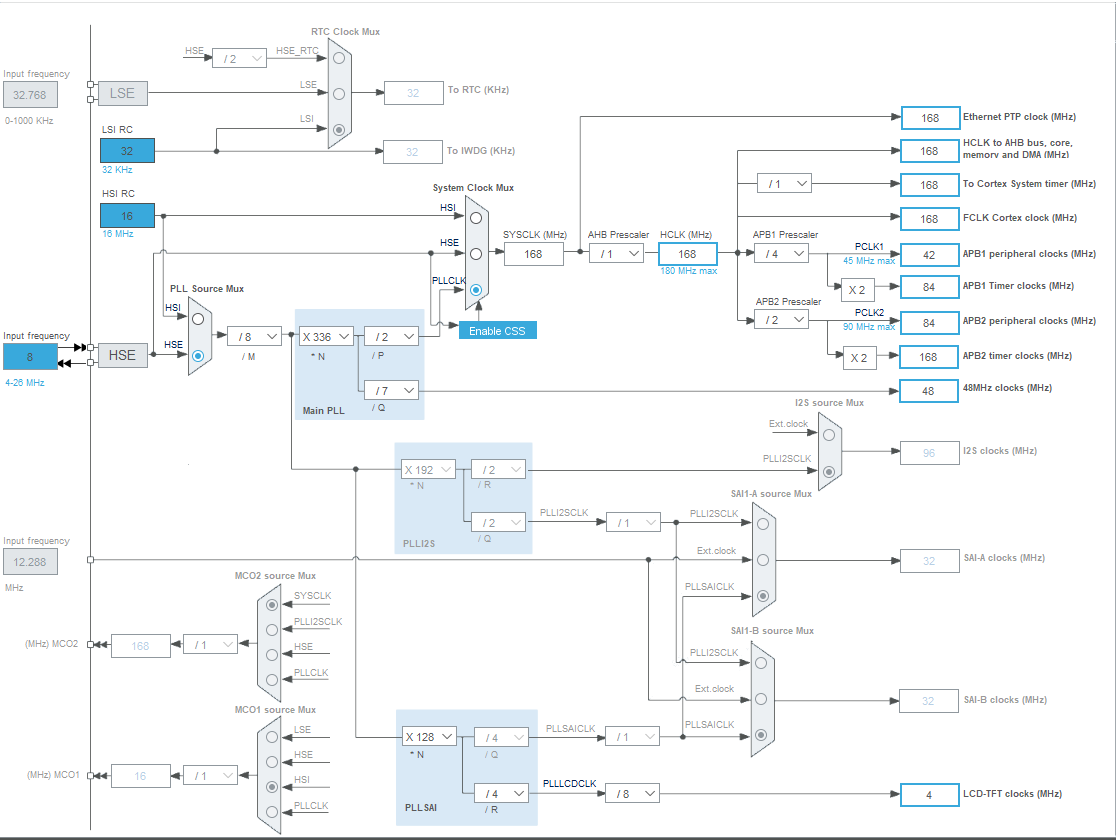 RTC Clock Mux
HSE
/ 2
HSE_RTC
Input frequency
32.768
0-1000 KHz
LSE
LSE
32
To RTC (KHz)
LSI
LSI RC
32
32 KHz
32
To IWDG (KHz)
HSI RC
16
16 MHz
System Clock Mux
HSI
HSE
PLLCLK
SYSCLK (MHz)
168
AHB Prescaler
/ 1
HCLK (MHz)
168
180 MHz max
Enable CSS
168
Ethernet PTP clock (MHz)
168
HCLK to AHB bus, core,
memory and DMA (MHz)
/ 1
168
To Cortex System timer (MHz)
168
FCLK Cortex clock (MHz)
APB1 Prescaler
/ 4
PCLK1
45 MHz max
42
APB1 peripheral clocks (MHz)
X 2
84
APB1 Timer clocks (MHz)
APB2 Prescaler
/ 2
PCLK2
90 MHz max
84
APB2 peripheral clocks (MHz)
X 2
168
APB2 timer clocks (MHz)
48
48MHz clocks (MHz)
PLL Source Mux
HSI
HSE
Input frequency
8
4-26 MHz
HSE
/ 8
/ M
X 336
* N
/ 2
/ P
/ 7
/ Q
Main PLL
I2S source Mux
Ext.clock
PLLI2SCLK
96
I2S clocks (MHz)
X 192
* N
/ 2
/ R
/ 2
/ Q
PLLI2S
PLLI2SCLK
/ 1
SAI1-A source Mux
PLLI2SCLK
Ext.clock
PLLSAICLK
32
SAI-A clocks (MHz)
Input frequency
12.288
MHz
MCO2 source Mux
SYSCLK
PLLI2SCLK
HSE
PLLCLK
(MHz) MCO2
168
/ 1
SAI1-B source Mux
PLLI2SCLK
Ext.clock
PLLSAICLK
32
SAI-B clocks (MHz)
MCO1 source Mux
LSE
HSE
HSI
PLLCLK
(MHz) MCO1
16
/ 1
X 128
* N
/ 4
/ Q
PLLSAICLK
/ 1
/ 4
/ R
PLLSAI
PLLLCDCLK
/ 8
4
LCD-TFT clocks (MHz)